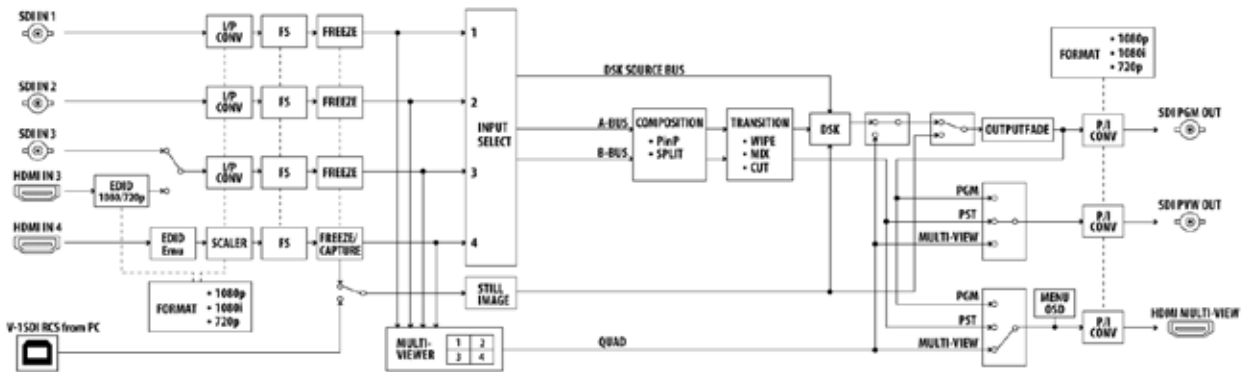 SDI IN 1
I/P CONV
FS
FREEZE
1
SDI IN 2
I/P CONV
FS
FREEZE
2
SDI IN 3
HDMI IN 3
EDID 1080/720p
I/P CONV
FS
FREEZE
3
HDMI IN 4
EDID Emu
SCALER
FS
FREEZE/ CAPTURE
4
INPUT SELECT
FORMAT
• 1080p
• 1080i
• 720p
V-1SDI RCS from PC
STILL IMAGE
MULTI-VIEWER
1 2
3 4
QUAD
DSK SOURCE BUS
A-BUS
B-BUS
COMPOSITION
• PinP
• SPLIT
TRANSITION
• WIPE
• MIX
• CUT
DSK
OUTPUTFADE
FORMAT
• 1080p
• 1080i
• 720p
P/I CONV
SDI PGM OUT
PGM
PST
MULTI-VIEW
P/I CONV
SDI PVW OUT
PGM
PST
MULTI-VIEW
MENU OSD
P/I CONV
HDMI MULTI-VIEW